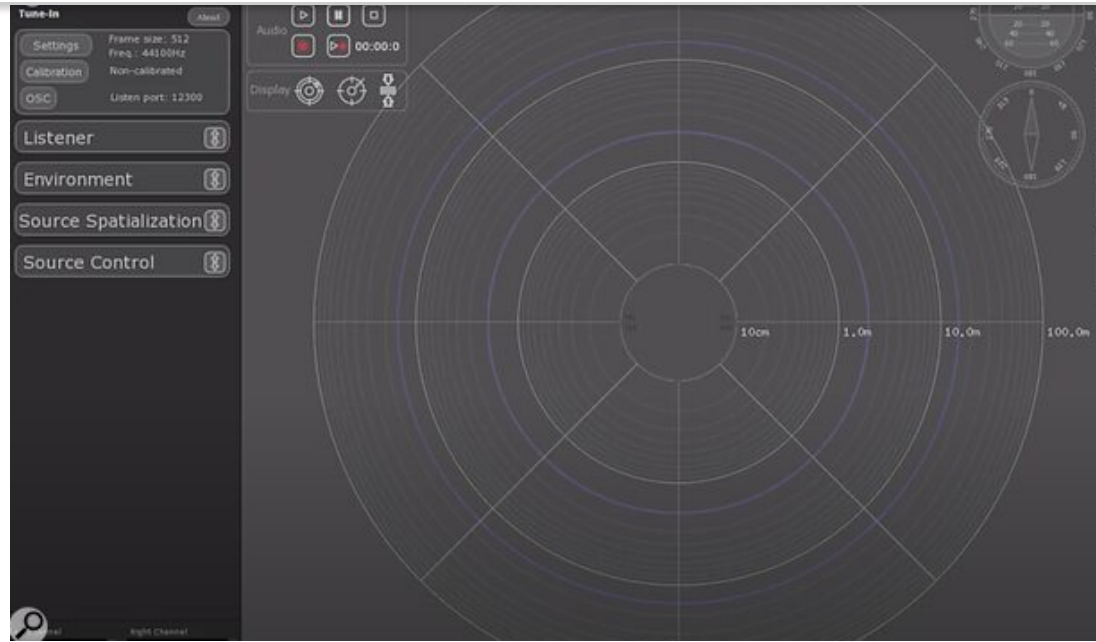 Tune-In
About
Settings
Frame size: 512
Freq.: 44100Hz
Calibration
Non-calibrated
OSC
Listen port: 12300
Listener
Environment
Source Spatialization
Source Control
Right Channel
Audio
00:00:0
Display
10cm
1.0m
10.0m
100.0m